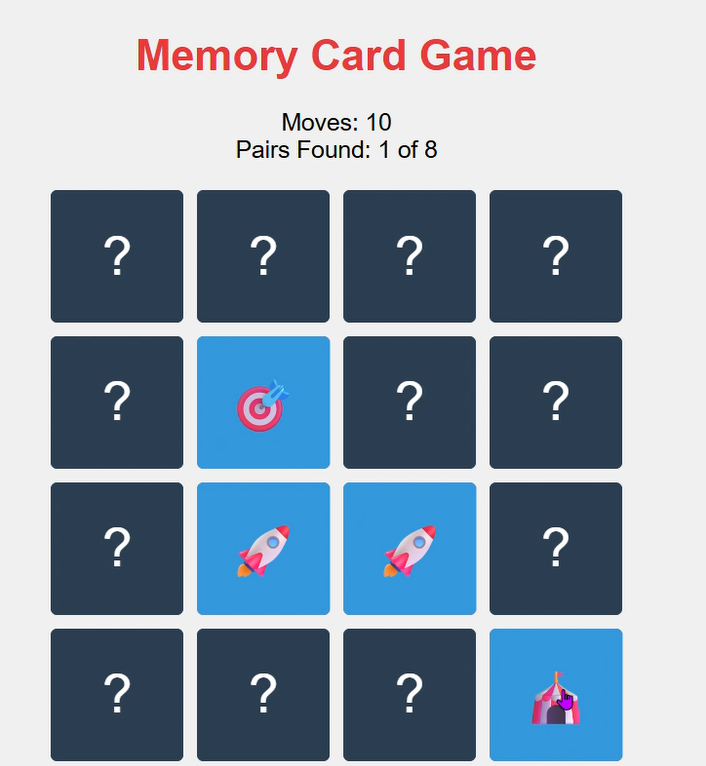 Memory Card Game
Moves: 10
Pairs Found: 1 of 8
? ? ? ?
? ? ?
? ?
? ? ?